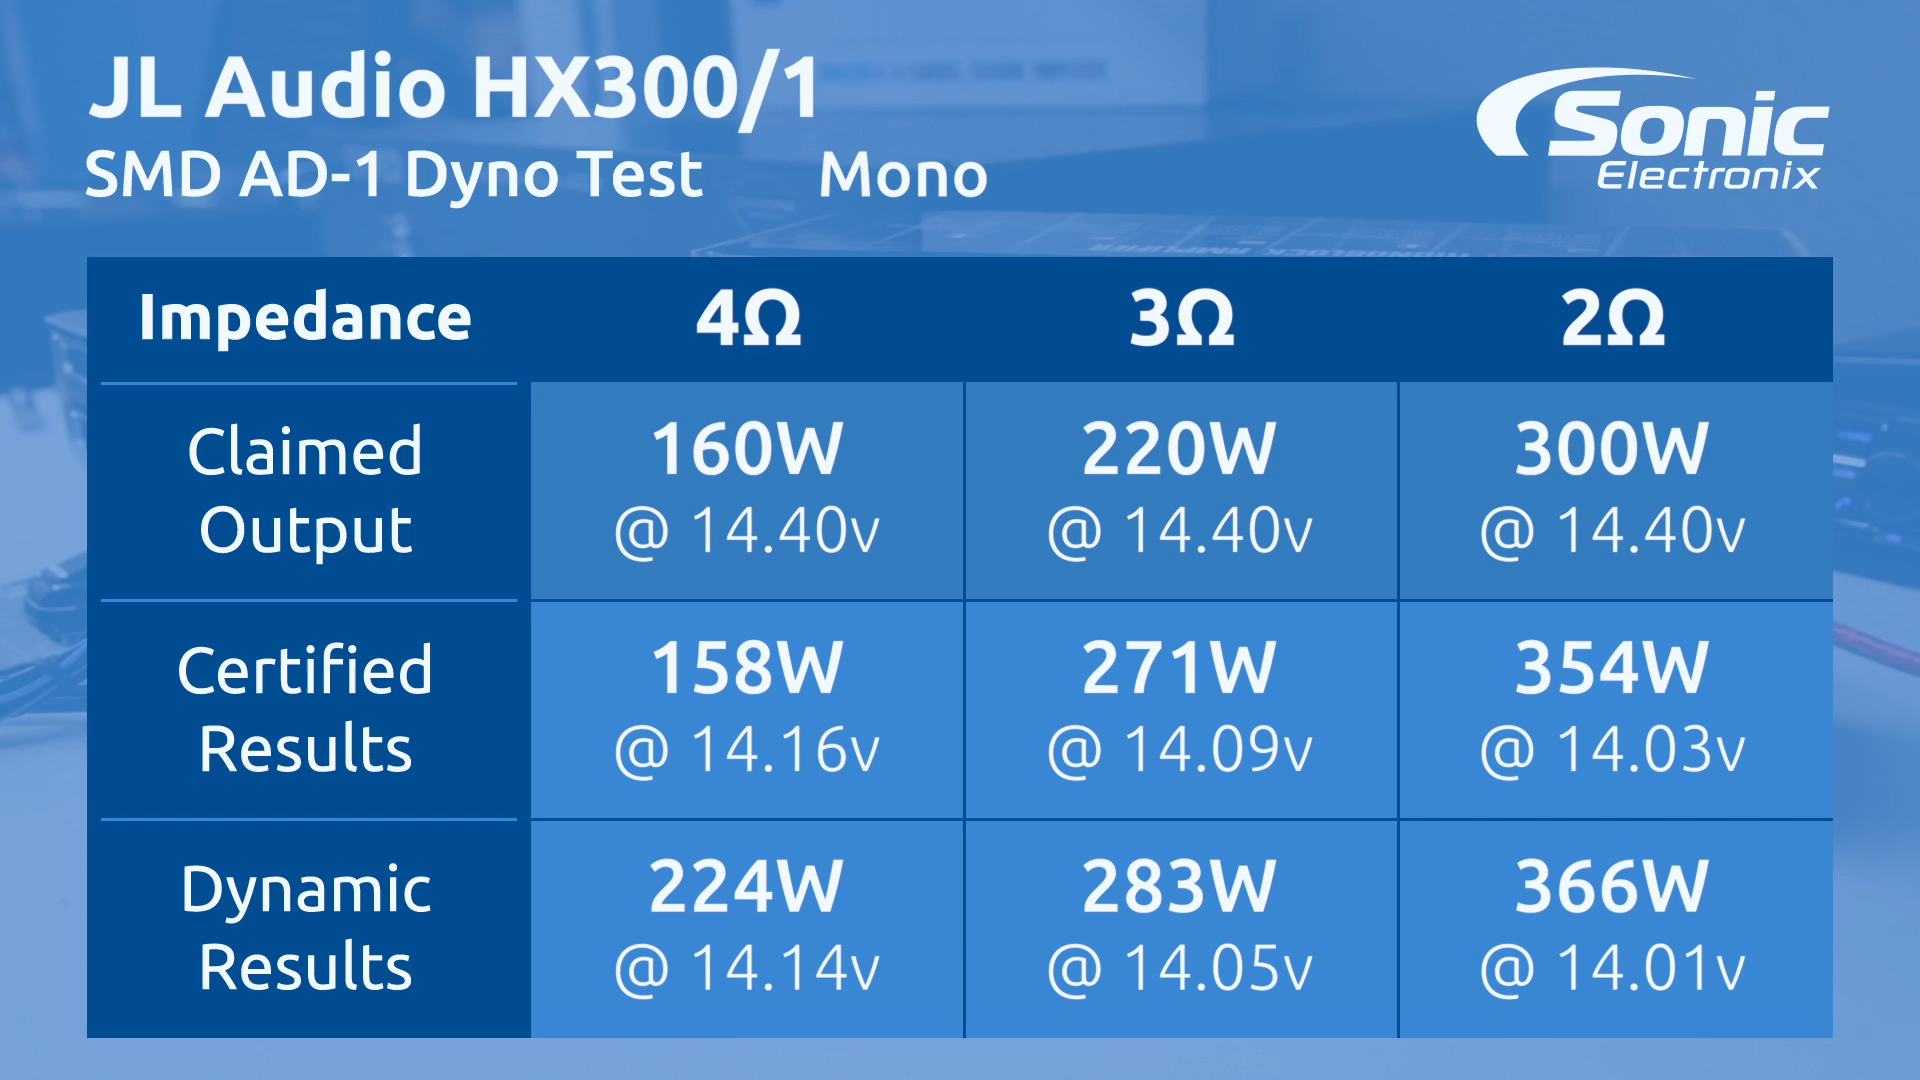 JL Audio HX300/1
SMD AD-1 Dyno Test Mono
Sonic
Electronix
Impedance 4Ω 3Ω 2Ω
Claimed Output 160W @ 14.40v 220W @ 14.40v 300W @ 14.40v
Certified Results 158W @ 14.16v 271W @ 14.09v 354W @ 14.03v
Dynamic Results 224W @ 14.14v 283W @ 14.05v 366W @ 14.01v